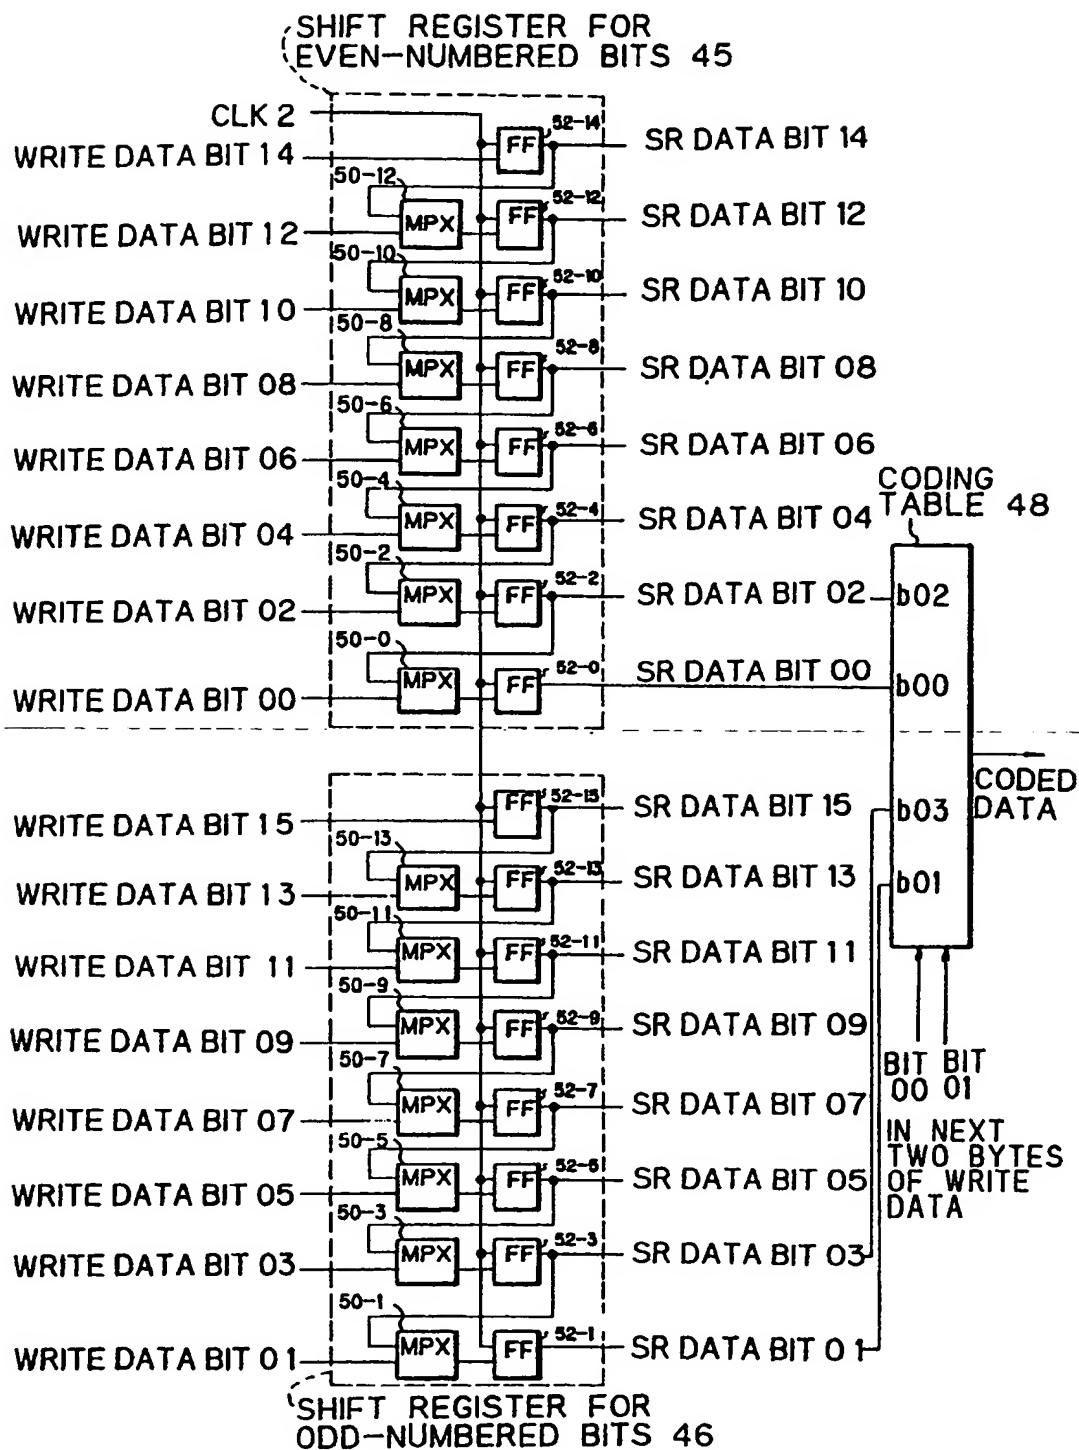 SHIFT REGISTER FOR
EVEN-NUMBERED BITS 45
CLK 2
WRITE DATA BIT 14
FF
52-14
SR DATA BIT 14
50-12
WRITE DATA BIT 12
MPX
FF
52-12
SR DATA BIT 12
50-10
WRITE DATA BIT 10
MPX
FF
52-10
SR DATA BIT 10
50-8
WRITE DATA BIT 08
MPX
FF
52-8
SR DATA BIT 08
50-6
WRITE DATA BIT 06
MPX
FF
52-6
SR DATA BIT 06
50-4
WRITE DATA BIT 04
MPX
FF
52-4
SR DATA BIT 04
50-2
WRITE DATA BIT 02
MPX
FF
52-2
SR DATA BIT 02
50-0
WRITE DATA BIT 00
MPX
FF
52-0
SR DATA BIT 00
CODING
TABLE 48
b02
b00
b03
b01
CODED
DATA
BIT BIT
00 01
IN NEXT
TWO BYTES
OF WRITE
DATA
WRITE DATA BIT 15
FF
52-15
SR DATA BIT 15
50-13
WRITE DATA BIT 13
MPX
FF
52-13
SR DATA BIT 13
50-11
WRITE DATA BIT 11
MPX
FF
52-11
SR DATA BIT 11
50-9
WRITE DATA BIT 09
MPX
FF
52-9
SR DATA BIT 09
50-7
WRITE DATA BIT 07
MPX
FF
52-7
SR DATA BIT 07
50-5
WRITE DATA BIT 05
MPX
FF
52-5
SR DATA BIT 05
50-3
WRITE DATA BIT 03
MPX
FF
52-3
SR DATA BIT 03
50-1
WRITE DATA BIT 01
MPX
FF
52-1
SR DATA BIT 01
SHIFT REGISTER FOR
ODD-NUMBERED BITS 46